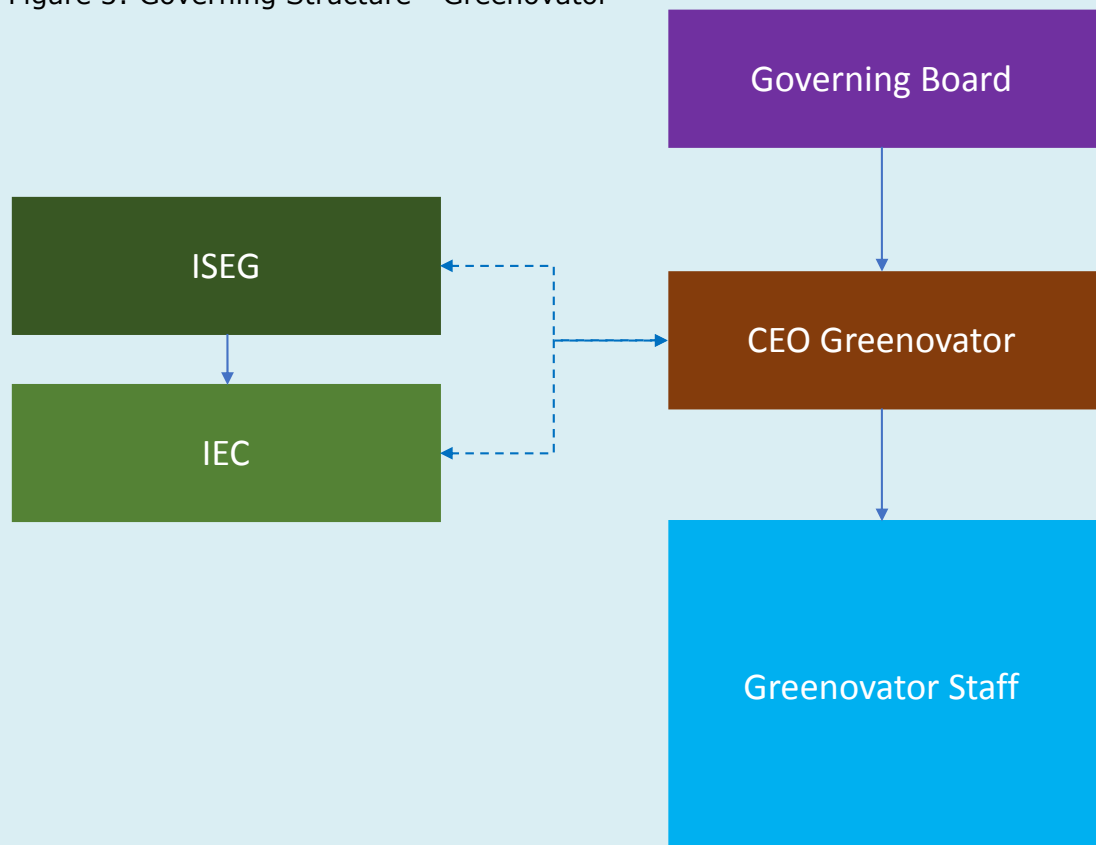 Figure 3: Governing Structure - Greenovator
Governing Board
ISEG
CEO Greenovator
IEC
Greenovator Staff